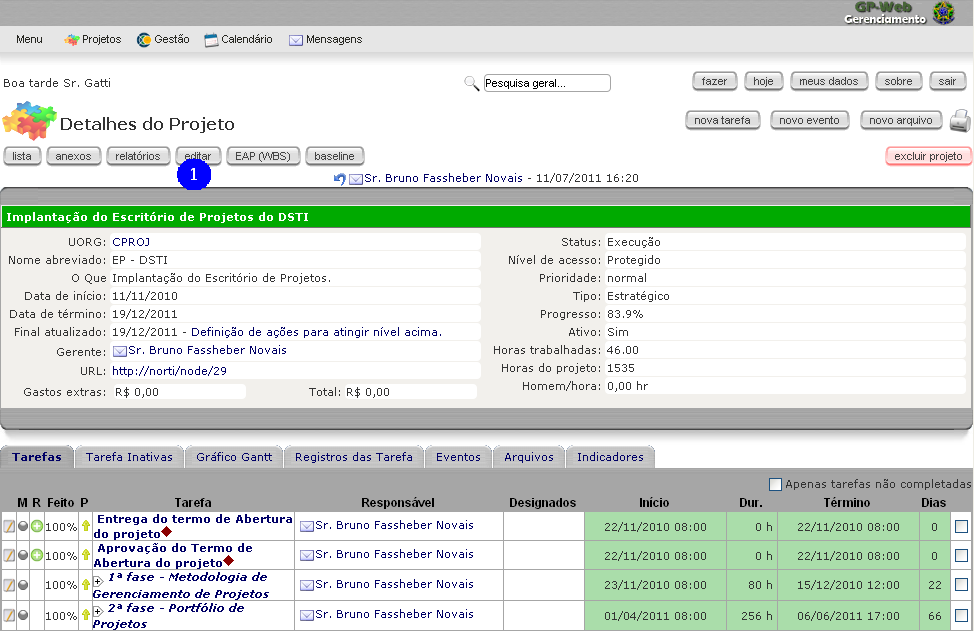 GP-Web
Gerenciamento
Menu Projetos Gestão Calendário Mensagens
Boa tarde Sr. Gatti Pesquisa geral... fazer hoje meus dados sobre sair
Detalhes do Projeto nova tarefa novo evento novo arquivo
lista anexos relatórios editar EAP (WBS) baseline excluir projeto
1
Sr. Bruno Fassheber Novais - 11/07/2011 16:20
Implantação do Escritório de Projetos do DSTI
UORG: CPROJ Status: Execução
Nome abreviado: EP - DSTI Nível de acesso: Protegido
O Que Implantação do Escritório de Projetos. Prioridade: normal
Data de início: 11/11/2010 Tipo: Estratégico
Data de término: 19/12/2011 Progresso: 83.9%
Final atualizado: 19/12/2011 - Definição de ações para atingir nível acima. Ativo: Sim
Gerente: Sr. Bruno Fassheber Novais Horas trabalhadas: 46.00
URL: http://norti/node/29 Horas do projeto: 1535
Gastos extras: R$ 0,00 Total: R$ 0,00 Homem/hora: 0,00 hr
Tarefas Tarefa Inativas Gráfico Gantt Registros das Tarefa Eventos Arquivos Indicadores
Apenas tarefas não completadas
M R Feito P Tarefa Responsável Designados Início Dur. Término Dias
100% Entrega do termo de Abertura do projeto Sr. Bruno Fassheber Novais 22/11/2010 08:00 0 h 22/11/2010 08:00 0
100% Aprovação do Termo de Abertura do projeto Sr. Bruno Fassheber Novais 22/11/2010 08:00 0 h 22/11/2010 08:00 0
100% 1ª fase - Metodologia de Gerenciamento de Projetos Sr. Bruno Fassheber Novais 23/11/2010 08:00 80 h 15/12/2010 12:00 22
100% 2ª fase - Portfólio de Projetos Sr. Bruno Fassheber Novais 01/04/2011 08:00 256 h 06/06/2011 17:00 66